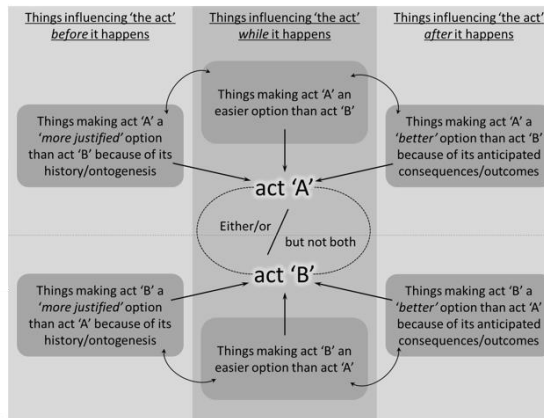 Things influencing 'the act'
before it happens
Things influencing 'the act'
while it happens
Things influencing 'the act'
after it happens
Things making act 'A' a
'more justified' option
than act 'B' because of its
history/ontogenesis
Things making act 'A' an
easier option than act 'B'
Things making act 'A' a
'better' option than act 'B'
because of its anticipated
consequences/outcomes
act 'A'
Either/or
but not both
act 'B'
Things making act 'B' a
'more justified' option
than act 'A' because of its
history/ontogenesis
Things making act 'B' an
easier option than act 'A'
Things making act 'B' a
'better' option than act 'A'
because of its anticipated
consequences/outcomes